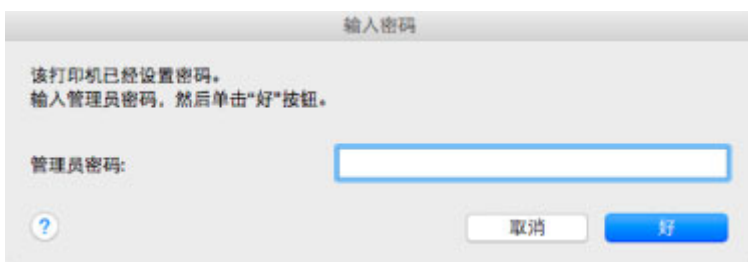 输入密码
该打印机已经设置密码。
输入管理员密码，然后单击“好”按钮。
管理员密码:
?
取消
好